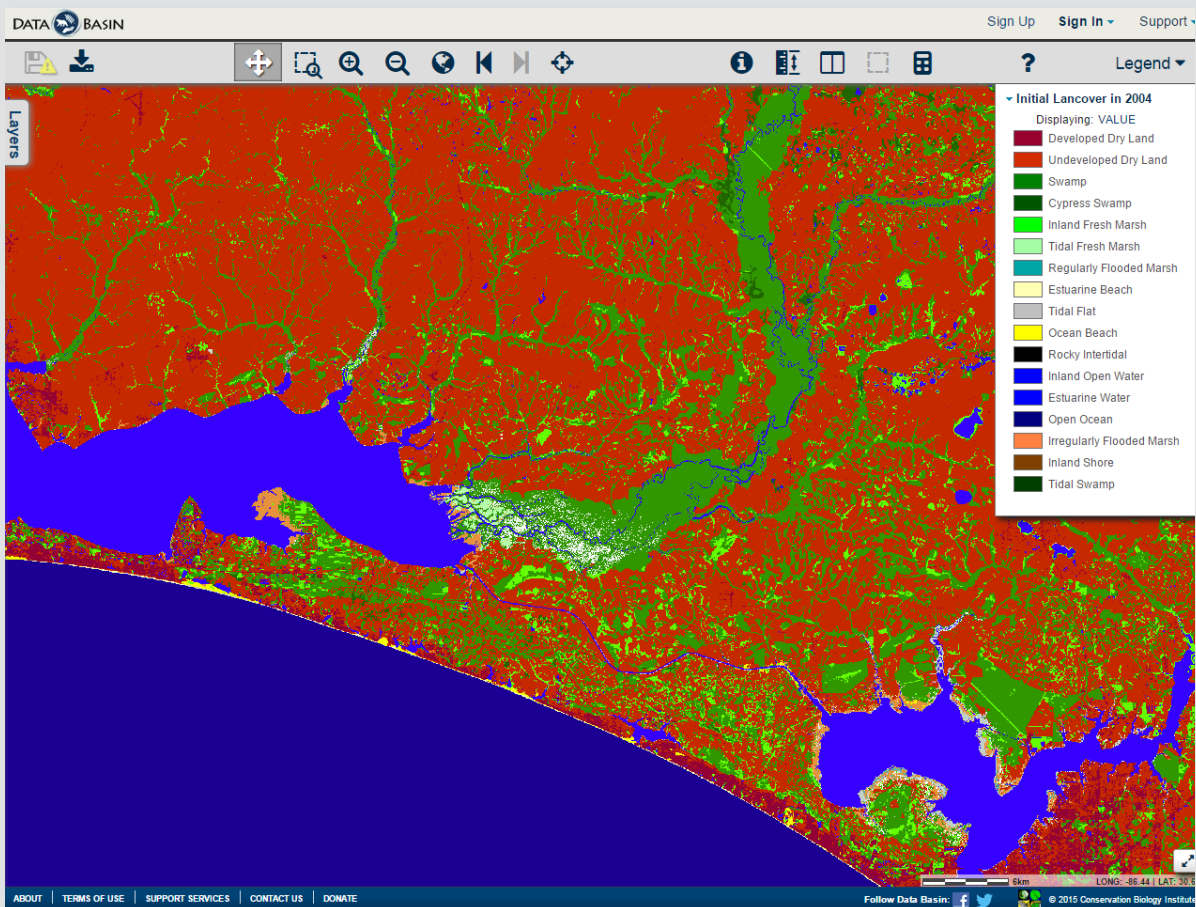 DATA BASIN
Sign Up Sign In Support
Legend
Layers
Initial Lancover in 2004
Displaying: VALUE
Developed Dry Land
Undeveloped Dry Land
Swamp
Cypress Swamp
Inland Fresh Marsh
Tidal Fresh Marsh
Regularly Flooded Marsh
Estuarine Beach
Tidal Flat
Ocean Beach
Rocky Intertidal
Inland Open Water
Estuarine Water
Open Ocean
Irregularly Flooded Marsh
Inland Shore
Tidal Swamp
6km LONG: -86.44 | LAT: 30.6
ABOUT TERMS OF USE SUPPORT SERVICES CONTACT US DONATE Follow Data Basin: © 2015 Conservation Biology Institute